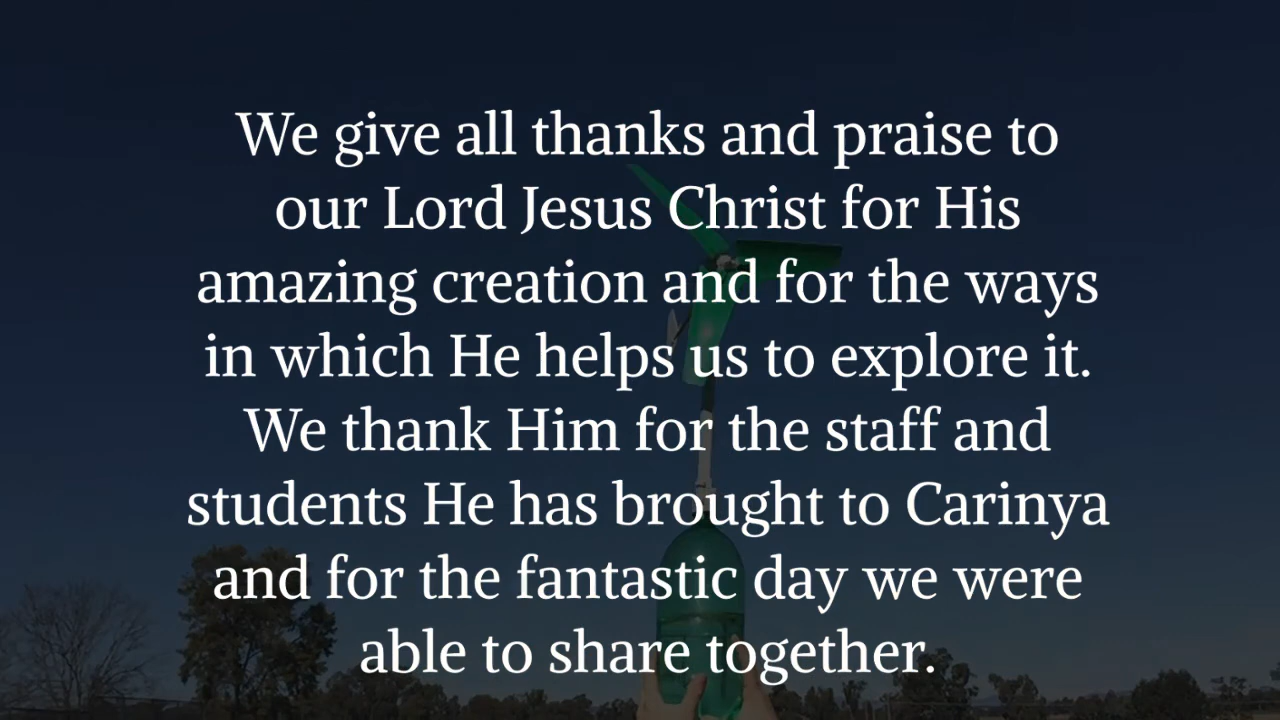 We give all thanks and praise to
our Lord Jesus Christ for His
amazing creation and for the ways
in which He helps us to explore it.
We thank Him for the staff and
students He has brought to Carinya
and for the fantastic day we were
able to share together.